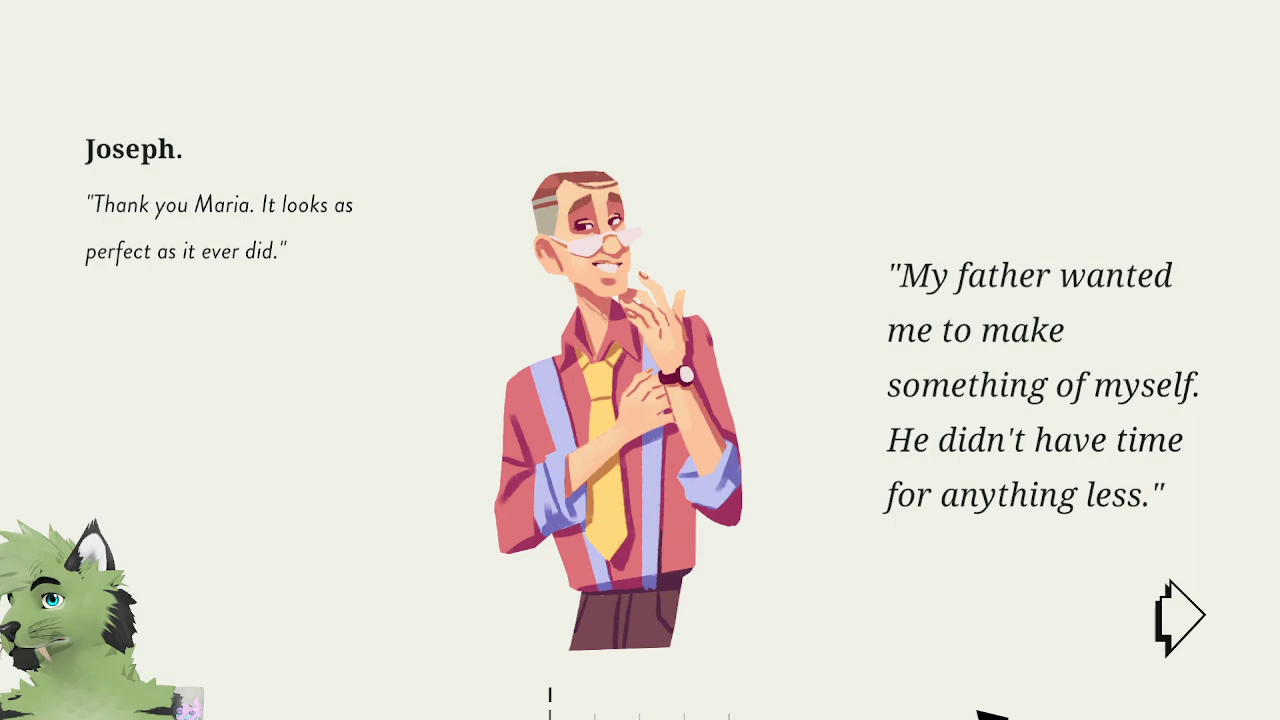 Joseph.
"Thank you Maria. It looks as
perfect as it ever did."
"My father wanted
me to make
something of myself.
He didn't have time
for anything less."